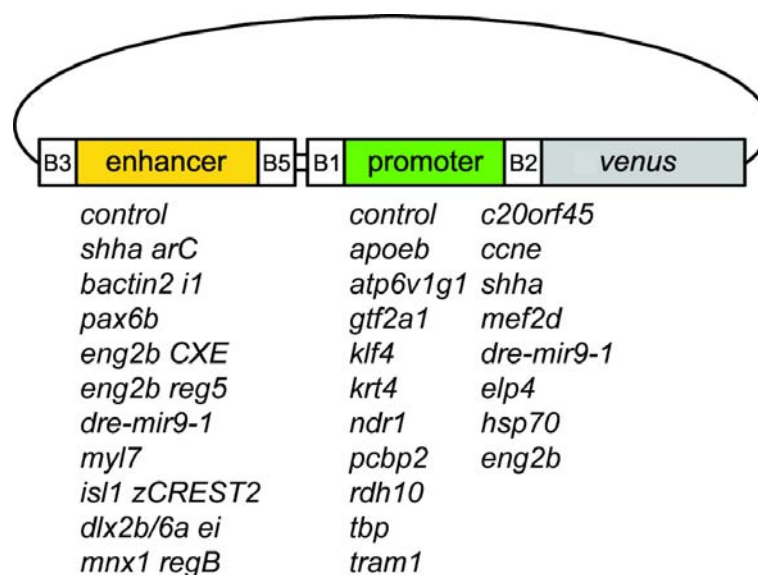 B3 enhancer B5 B1 promoter B2 venus
control control c20orf45
shha arC apoeb ccne
bactin2 i1 atp6v1g1 shha
pax6b gtf2a1 mef2d
eng2b CXE klf4 dre-mir9-1
eng2b reg5 krt4 elp4
dre-mir9-1 ndr1 hsp70
myl7 pcbp2 eng2b
isl1 zCREST2 rdh10
dlx2b/6a ei tbp
mnx1 regB tram1